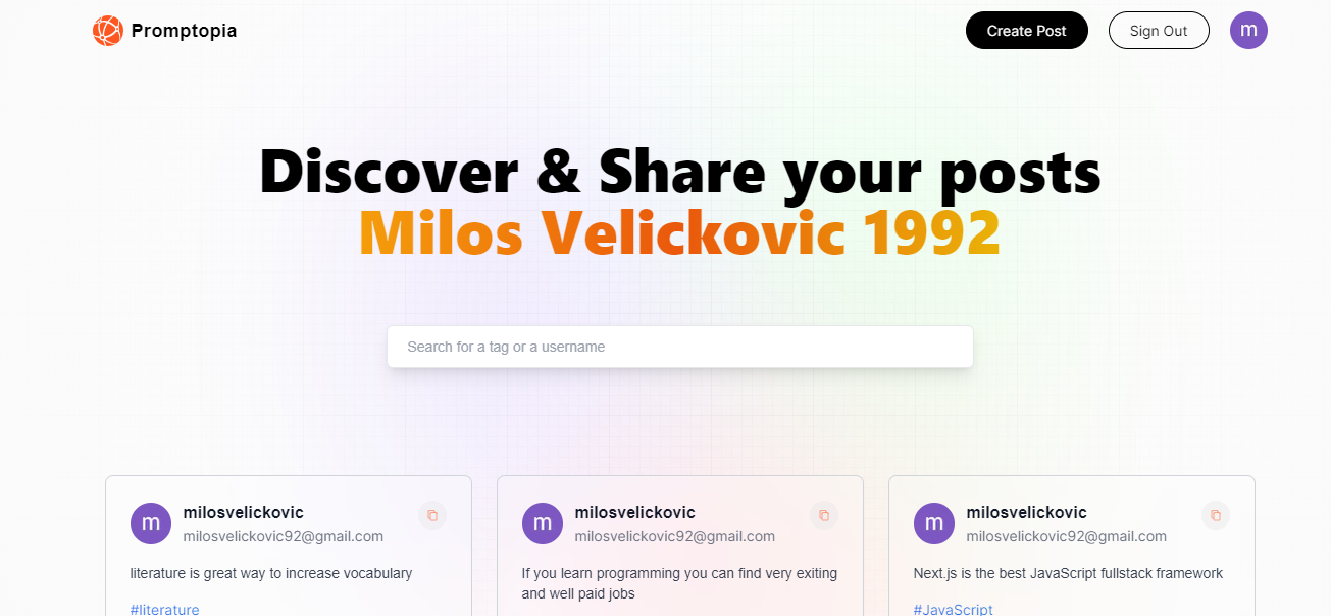 Promptopia
Create Post
Sign Out
m
Discover & Share your posts
Milos Velickovic 1992
Search for a tag or a username
m
milosvelickovic
milosvelickovic92@gmail.com
literature is great way to increase vocabulary
#literature
m
milosvelickovic
milosvelickovic92@gmail.com
If you learn programming you can find very exiting
and well paid jobs
m
milosvelickovic
milosvelickovic92@gmail.com
Next.js is the best JavaScript fullstack framework
#JavaScript